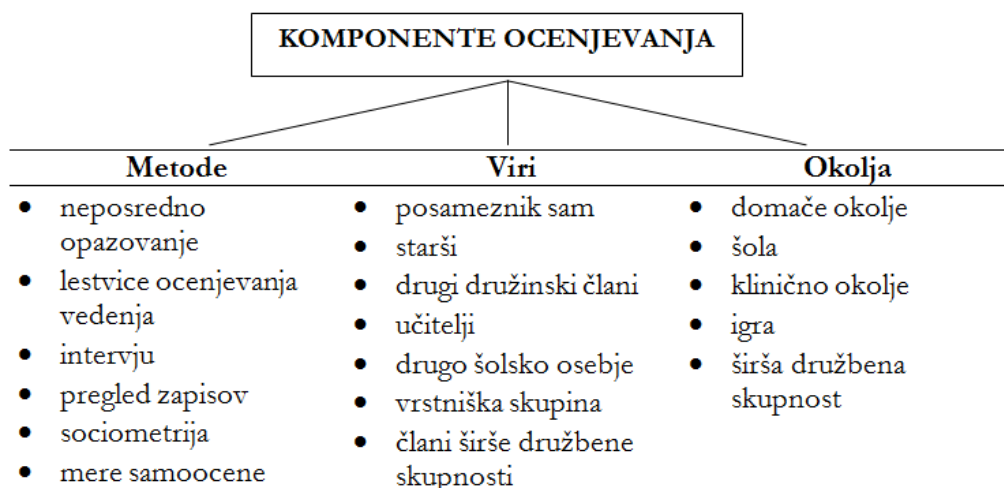 KOMPONENTE OCENJEVANJA
Metode
• neposredno
opazovanje
• lestvice ocenjevanja
vedenja
• intervju
• pregled zapisov
• sociometrija
• mere samoocene
Viri
• posameznik sam
• starši
• drugi družinski člani
• učitelji
• drugo šolsko osebje
• vrstniška skupina
• člani širše družbene
skupnosti
Okolja
• domače okolje
• šola
• klinično okolje
• igra
• širša družbena
skupnost